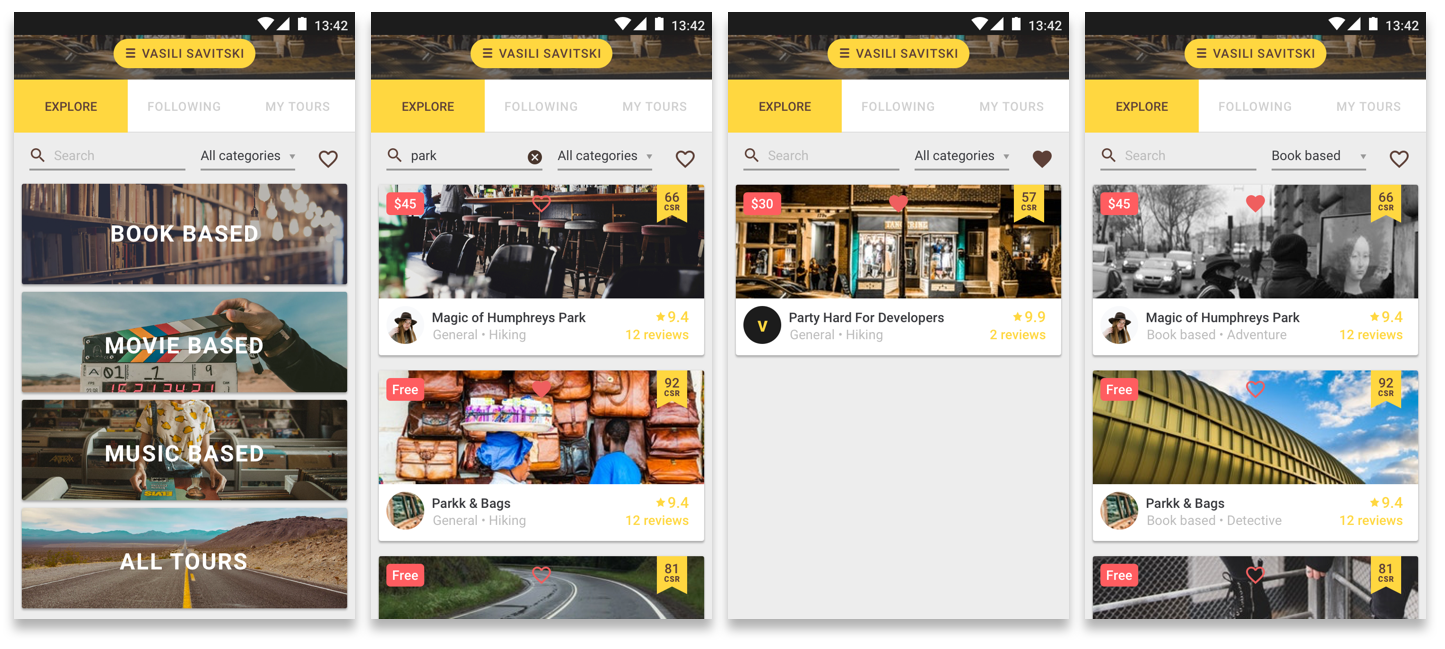 13:42
☰ VASILI SAVITSKI
EXPLORE FOLLOWING MY TOURS
Search All categories
BOOK BASED
MOVIE BASED
MUSIC BASED
ALL TOURS
13:42
☰ VASILI SAVITSKI
EXPLORE FOLLOWING MY TOURS
park All categories
$45 66
CSR
Magic of Humphreys Park 9.4
General • Hiking 12 reviews
Free 92
CSR
Parkk & Bags 9.4
General • Hiking 12 reviews
Free 81
CSR
13:42
☰ VASILI SAVITSKI
EXPLORE FOLLOWING MY TOURS
Search All categories
$30 57
CSR
V
Party Hard For Developers 9.9
General • Hiking 2 reviews
13:42
☰ VASILI SAVITSKI
EXPLORE FOLLOWING MY TOURS
Search Book based
$45 66
CSR
Magic of Humphreys Park 9.4
Book based • Adventure 12 reviews
Free 92
CSR
Parkk & Bags 9.4
Book based • Detective 12 reviews
Free 81
CSR